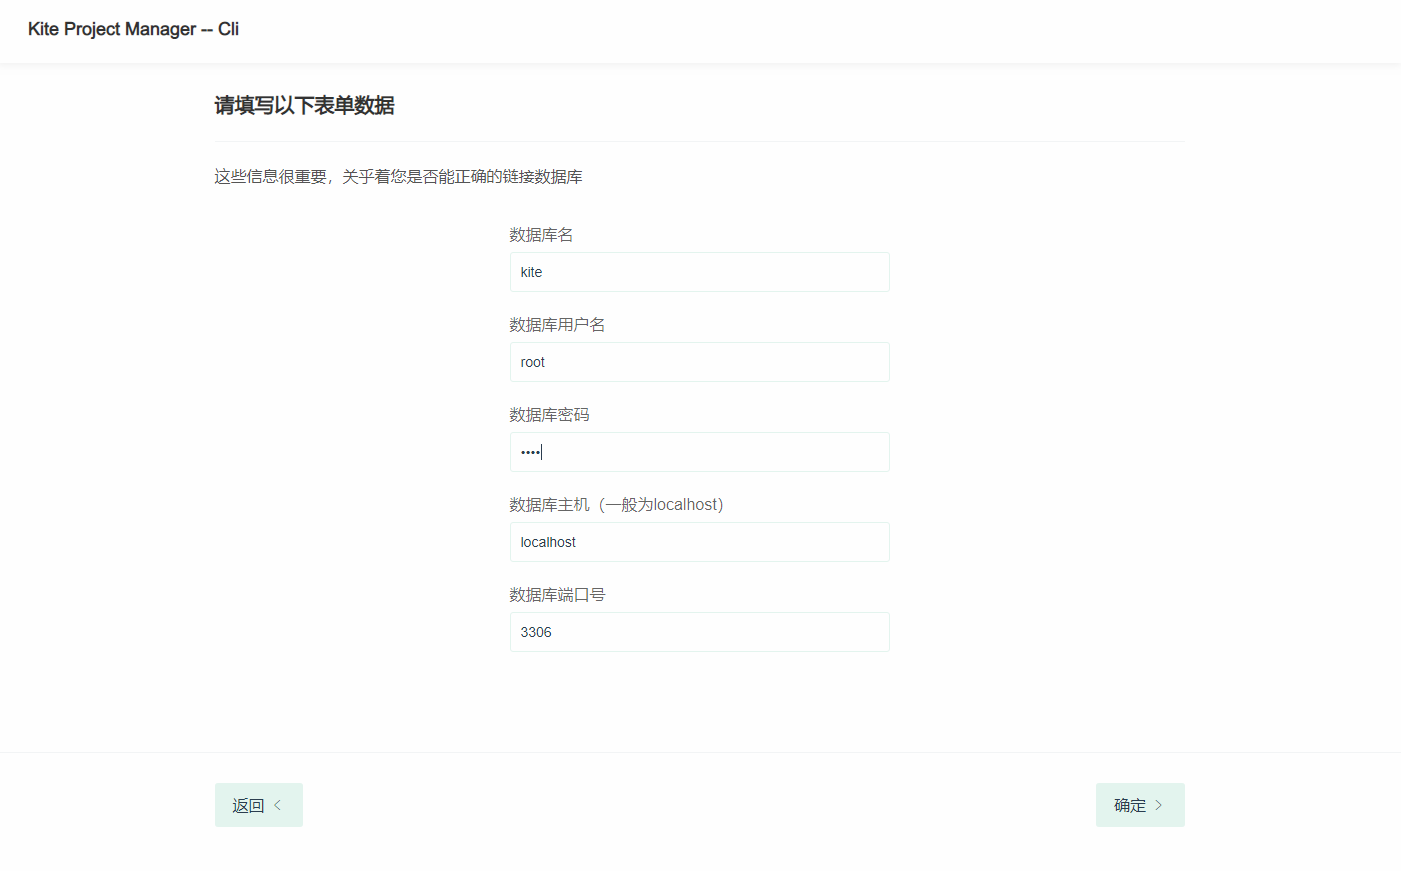 Kite Project Manager -- Cli
请填写以下表单数据
这些信息很重要，关乎着您是否能正确的链接数据库
数据库名
kite
数据库用户名
root
数据库密码
••••
数据库主机（一般为localhost）
localhost
数据库端口号
3306
返回
确定